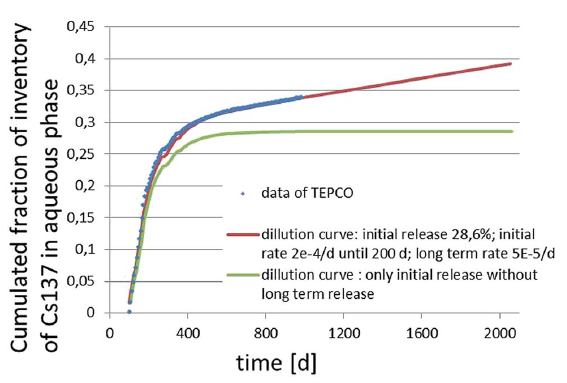 Cumulated fraction of inventory
of Cs137 in aqueous phase
0,45
0,4
0,35
0,3
0,25
0,2
0,15
0,1
0,05
0
data of TEPCO
dillution curve: initial release 28,6%; initial
rate 2e-4/d until 200 d; long term rate 5E-5/d
dillution curve : only initial release without
long term release
0 400 800 1200 1600 2000
time [d]